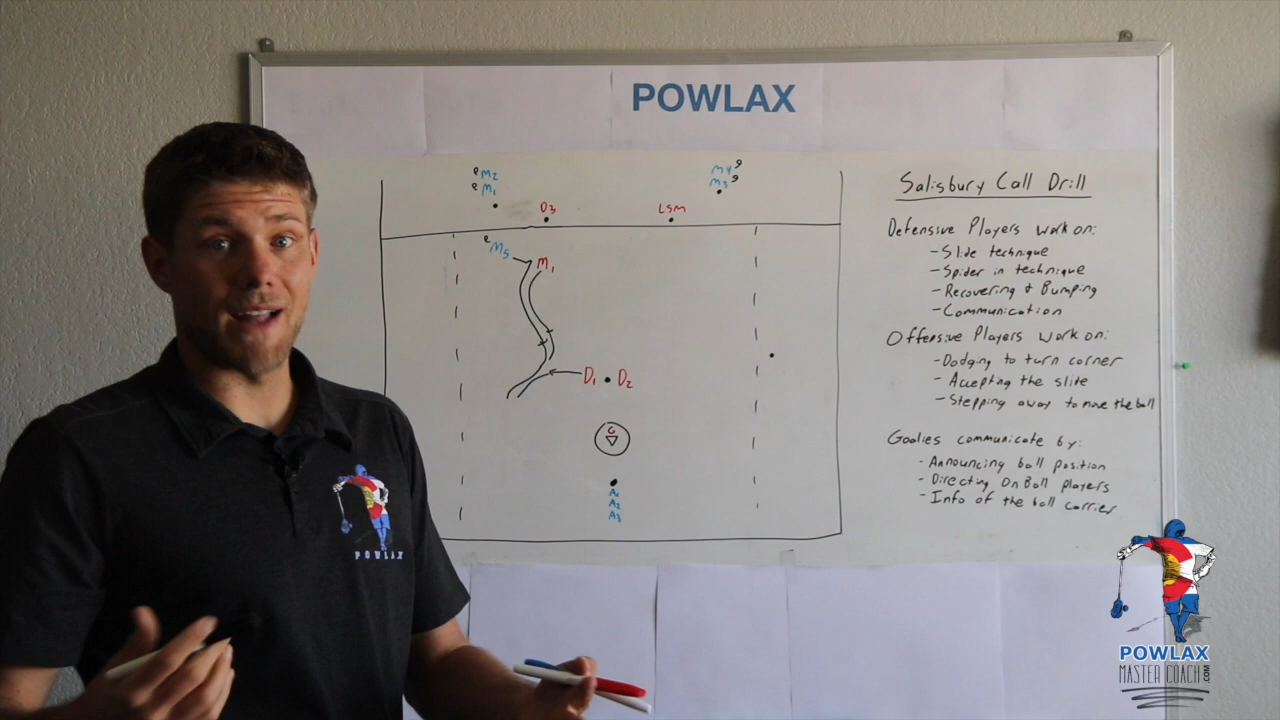 POWLAX
M2
M1
M4
M3
D3
LSM
M5
M1
D1
D2
G
A1
A2
A3
Salisbury Call Drill
Defensive Players work on:
- Slide technique
- Spider in technique
- Recovering & Bumping
- Communication
Offensive Players work on:
- Dodging to turn corner
- Accepting the slite
- Stepping away to move the ball
Goalies communicate by:
- Announcing ball position
- Directing On Ball players
- Info of the ball carrier
POWLAX
POWLAX
MASTER COACH.COM